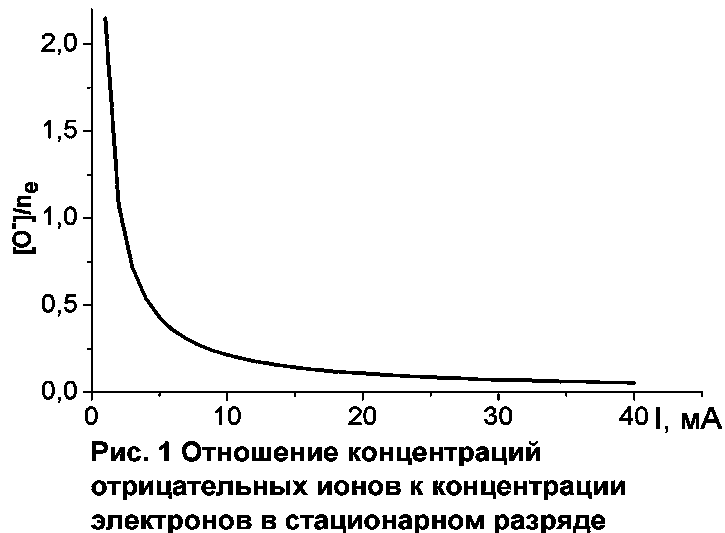 2,0
1,5
[O⁻]/nₑ
1,0
0,5
0,0
0 10 20 30 40 I, мА
Рис. 1 Отношение концентраций
отрицательных ионов к концентрации
электронов в стационарном разряде